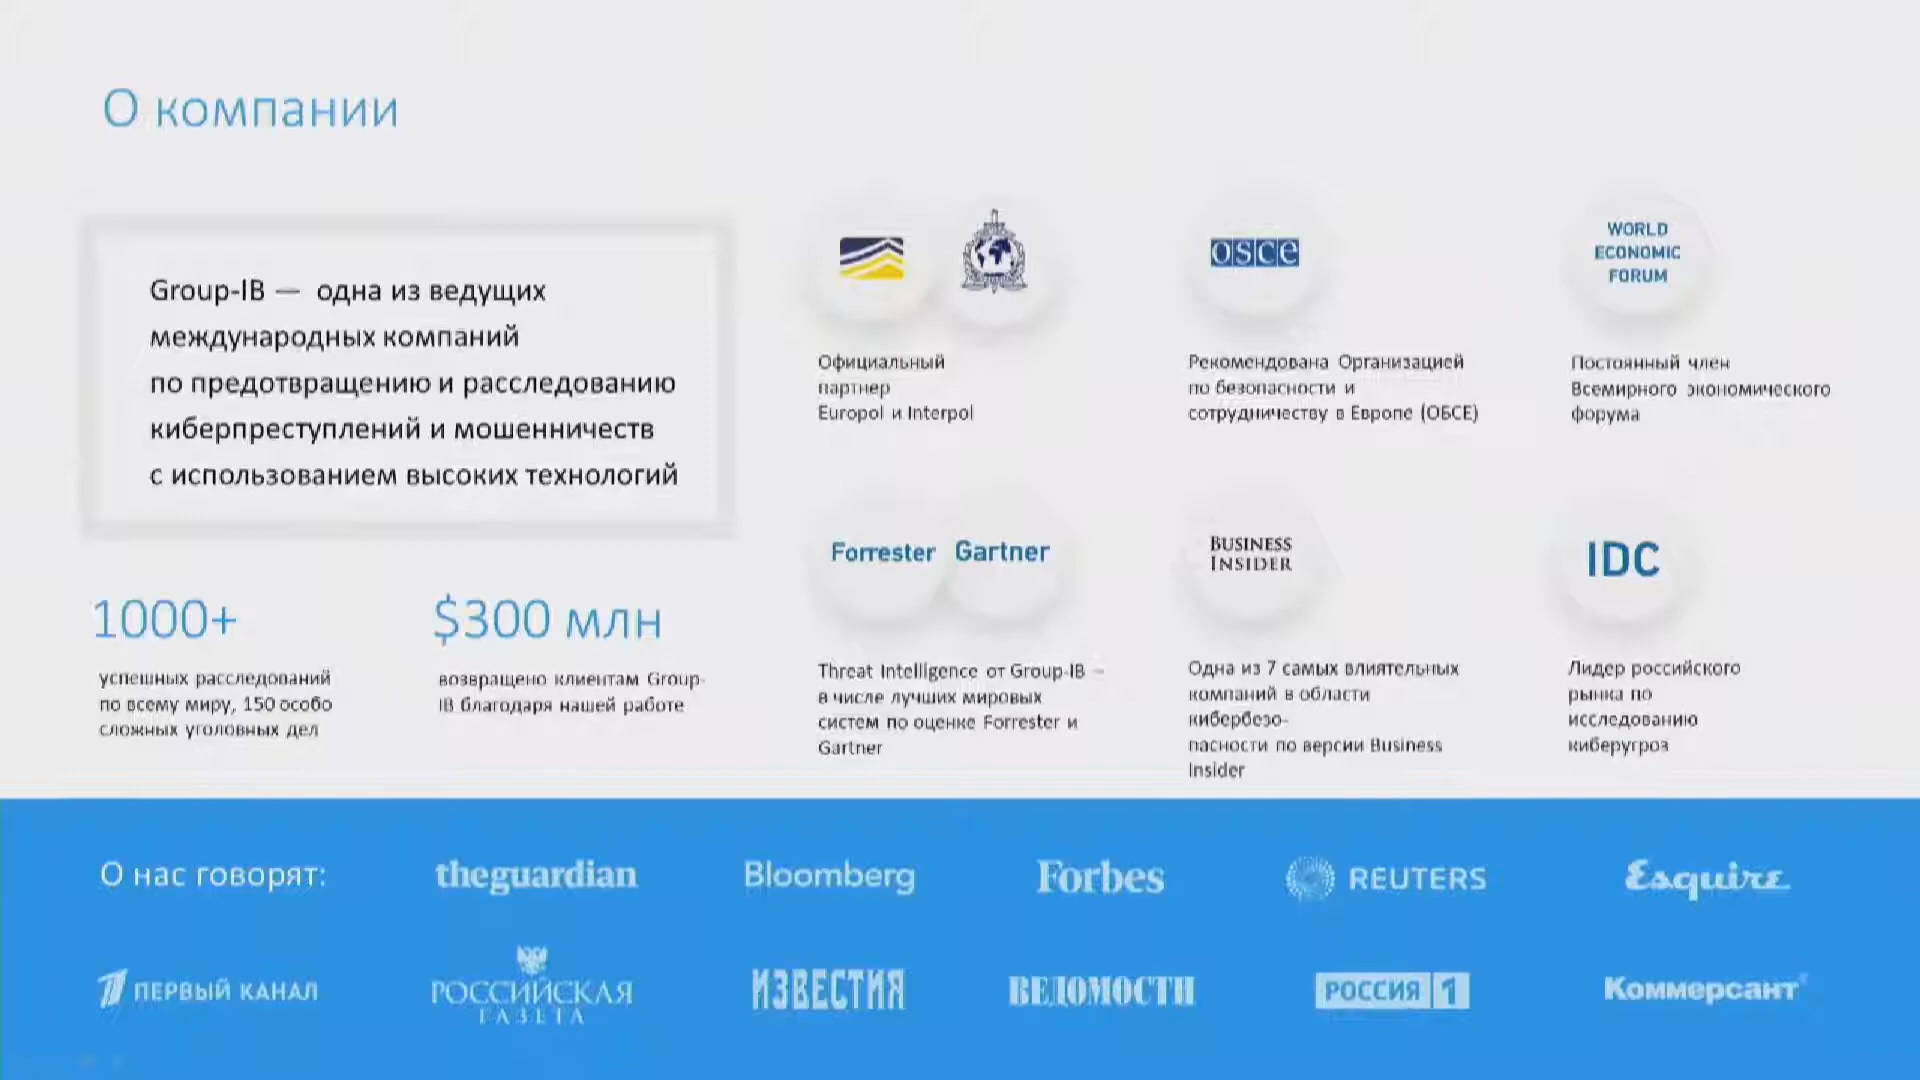 О компании
Group-IB — одна из ведущих
международных компаний
по предотвращению и расследованию
киберпреступлений и мошенничеств
с использованием высоких технологий
1000+
успешных расследований
по всему миру, 150 особо
сложных уголовных дел
$300 млн
возвращено клиентам Group-
IB благодаря нашей работе
Официальный
партнер
Europol и Interpol
OSCE
Рекомендована Организацией
по безопасности и
сотрудничеству в Европе (ОБСЕ)
WORLD
ECONOMIC
FORUM
Постоянный член
Всемирного экономического
форума
Forrester Gartner
Threat Intelligence от Group-IB –
в числе лучших мировых
систем по оценке Forrester и
Gartner
BUSINESS
INSIDER
Одна из 7 самых влиятельных
компаний в области
кибербезо-
пасности по версии Business
Insider
IDC
Лидер российского
рынка по
исследованию
киберугроз
О нас говорят:
theguardian
Bloomberg
Forbes
REUTERS
Esquire
ПЕРВЫЙ КАНАЛ
РОССИЙСКАЯ
ГАЗЕТА
ИЗВЕСТИЯ
ВЕДОМОСТИ
РОССИЯ 1
Коммерсантъ